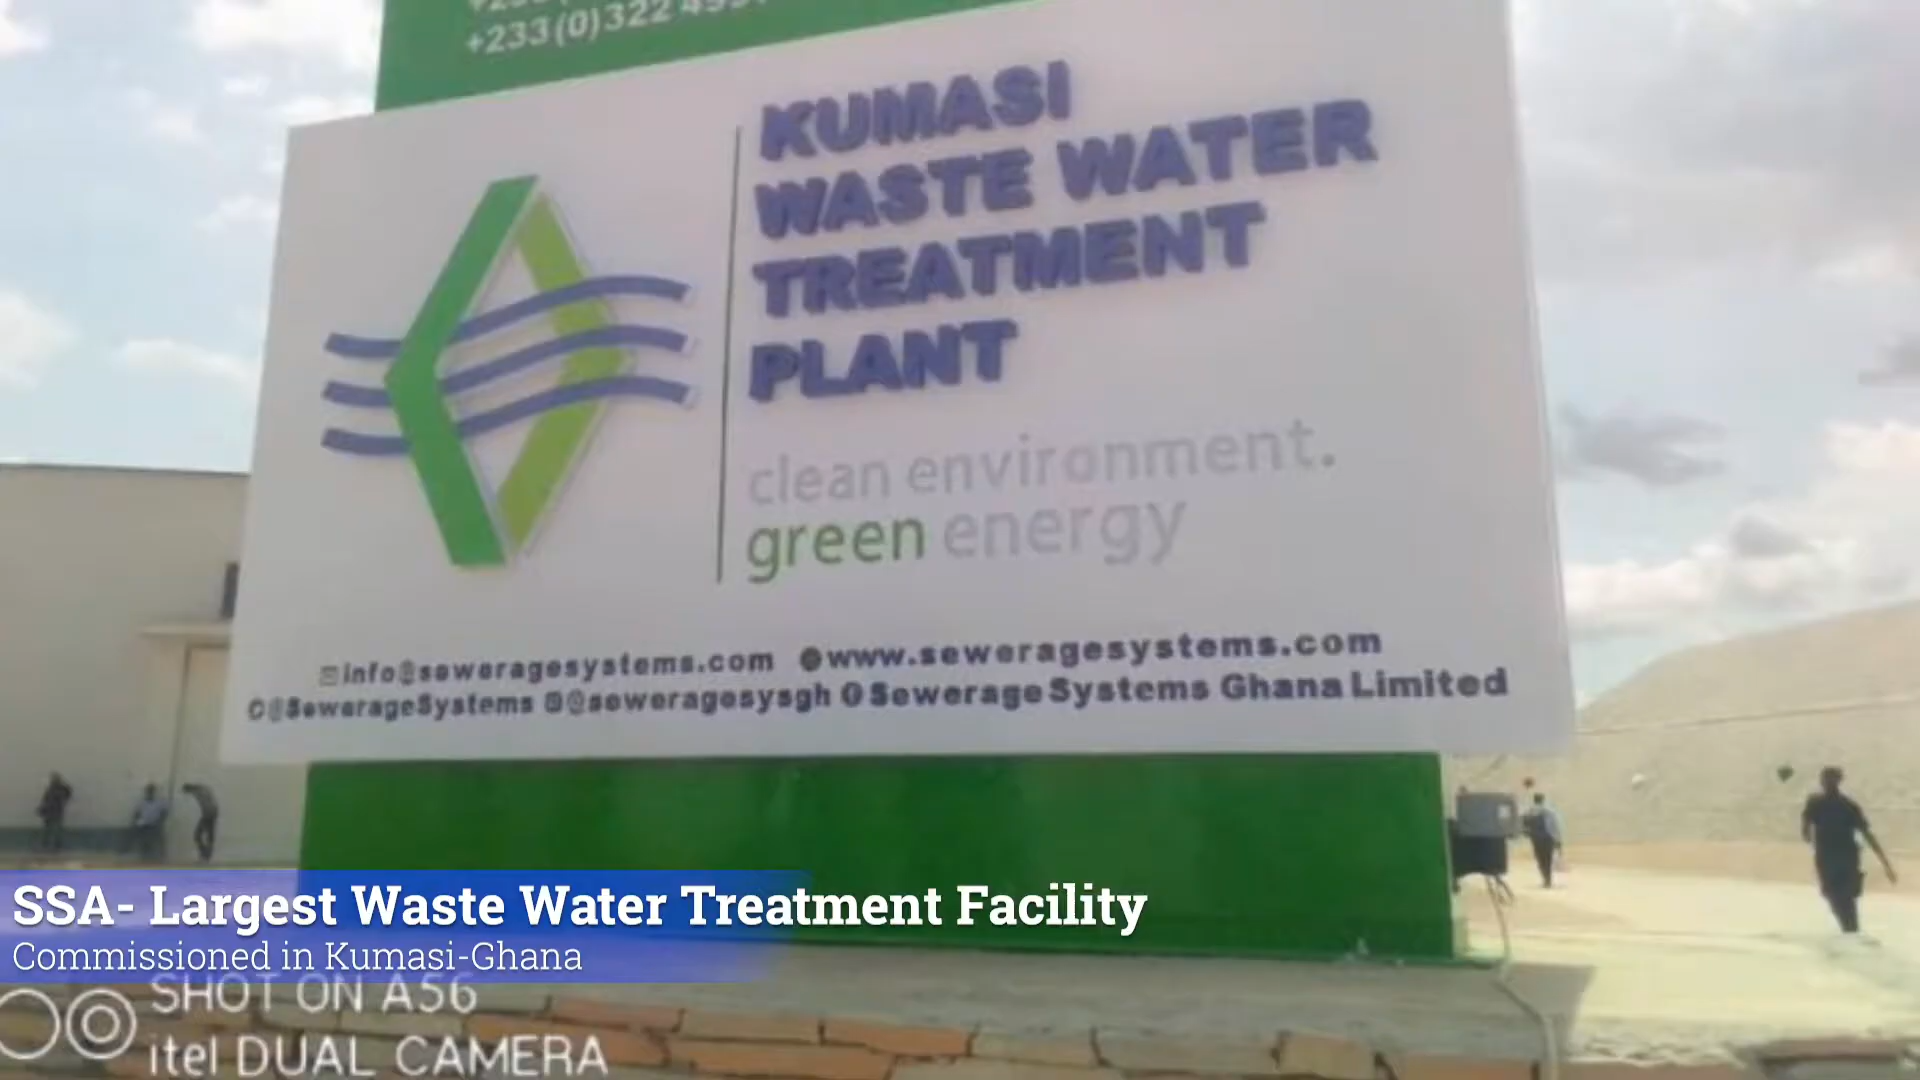 +233(0)322 4
KUMASI
WASTE WATER
TREATMENT
PLANT
clean environment.
green energy
info@seweragesystems.com www.seweragesystems.com
@SewerageSystems @seweragesysgh SewerageSystems Ghana Limited
SSA- Largest Waste Water Treatment Facility
Commissioned in Kumasi-Ghana
SHOT ON A56
itel DUAL CAMERA